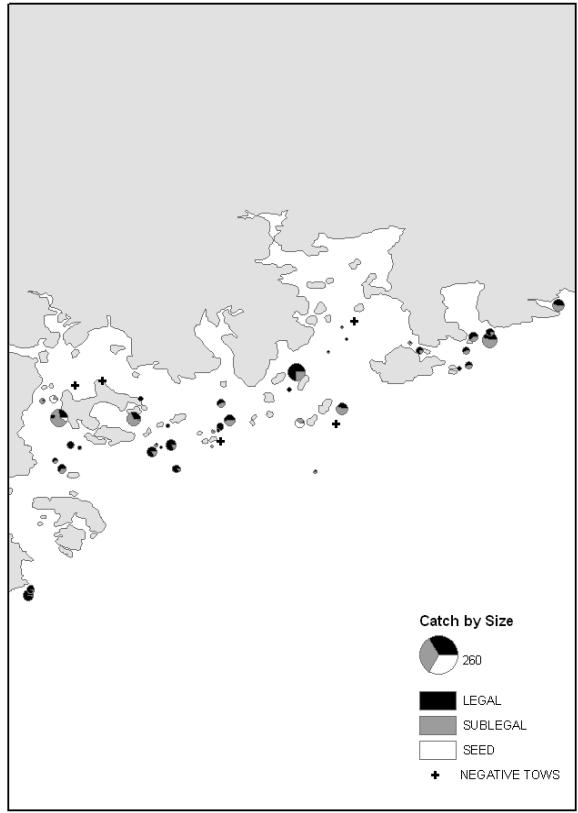 Catch by Size
260
LEGAL
SUBLEGAL
SEED
NEGATIVE TOWS